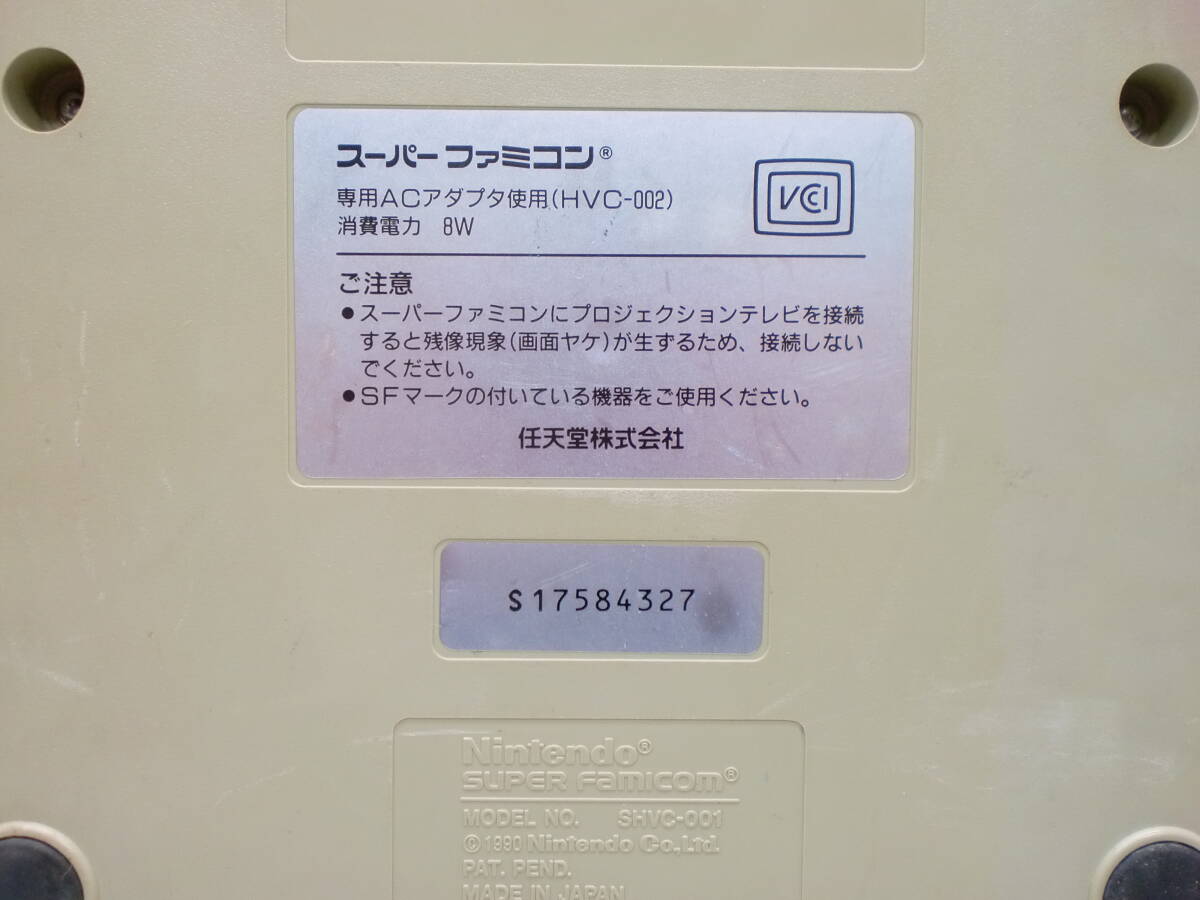 スーパーファミコン®
専用ACアダプタ使用(HVC-002)
消費電力 8W
VCCI
ご注意
●スーパーファミコンにプロジェクションテレビを接続
すると残像現象(画面ヤケ)が生ずるため、接続しない
でください。
●SFマークの付いている機器をご使用ください。
任天堂株式会社
S17584327
Nintendo®
SUPER FAMICOM®
MODEL NO. SHVC-001
©1990 Nintendo Co.,Ltd.
PAT. PEND.
MADE IN JAPAN